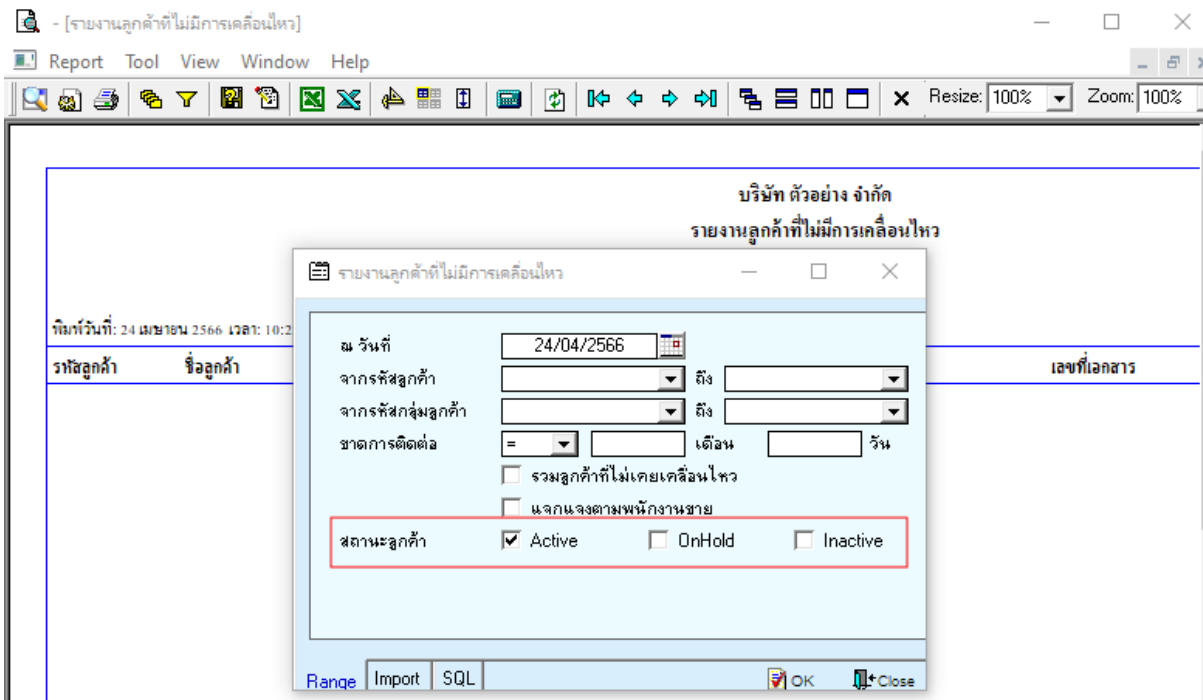 - [รายงานลูกค้าที่ไม่มีการเคลื่อนไหว]
Report Tool View Window Help
Resize: 100% Zoom: 100%
บริษัท ตัวอย่าง จำกัด
รายงานลูกค้าที่ไม่มีการเคลื่อนไหว
รายงานลูกค้าที่ไม่มีการเคลื่อนไหว
พิมพ์วันที่: 24 เมษายน 2566 เวลา: 10:2
รหัสลูกค้า ชื่อลูกค้า เลขที่เอกสาร
ณ วันที่ 24/04/2566
จากรหัสลูกค้า ถึง
จากรหัสกลุ่มลูกค้า ถึง
ขาดการติดต่อ = เดือน วัน
รวมลูกค้าที่ไม่เคยเคลื่อนไหว
แจกแจงตามพนักงานขาย
สถานะลูกค้า Active OnHold Inactive
Range Import SQL OK Close